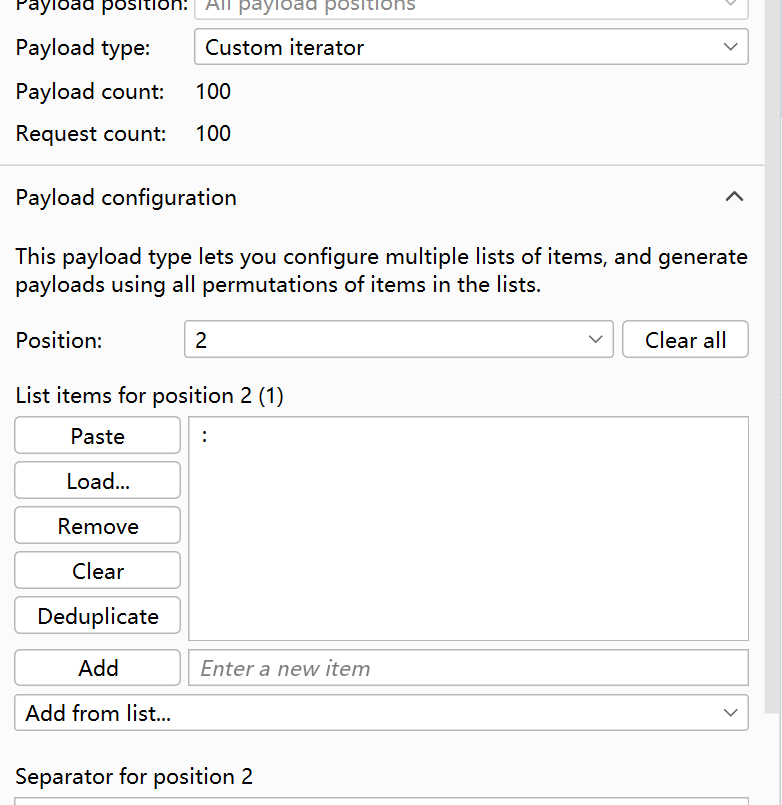 Payload position: All payload positions
Payload type: Custom iterator
Payload count: 100
Request count: 100
Payload configuration
This payload type lets you configure multiple lists of items, and generate
payloads using all permutations of items in the lists.
Position: 2 Clear all
List items for position 2 (1)
Paste :
Load...
Remove
Clear
Deduplicate
Add Enter a new item
Add from list...
Separator for position 2